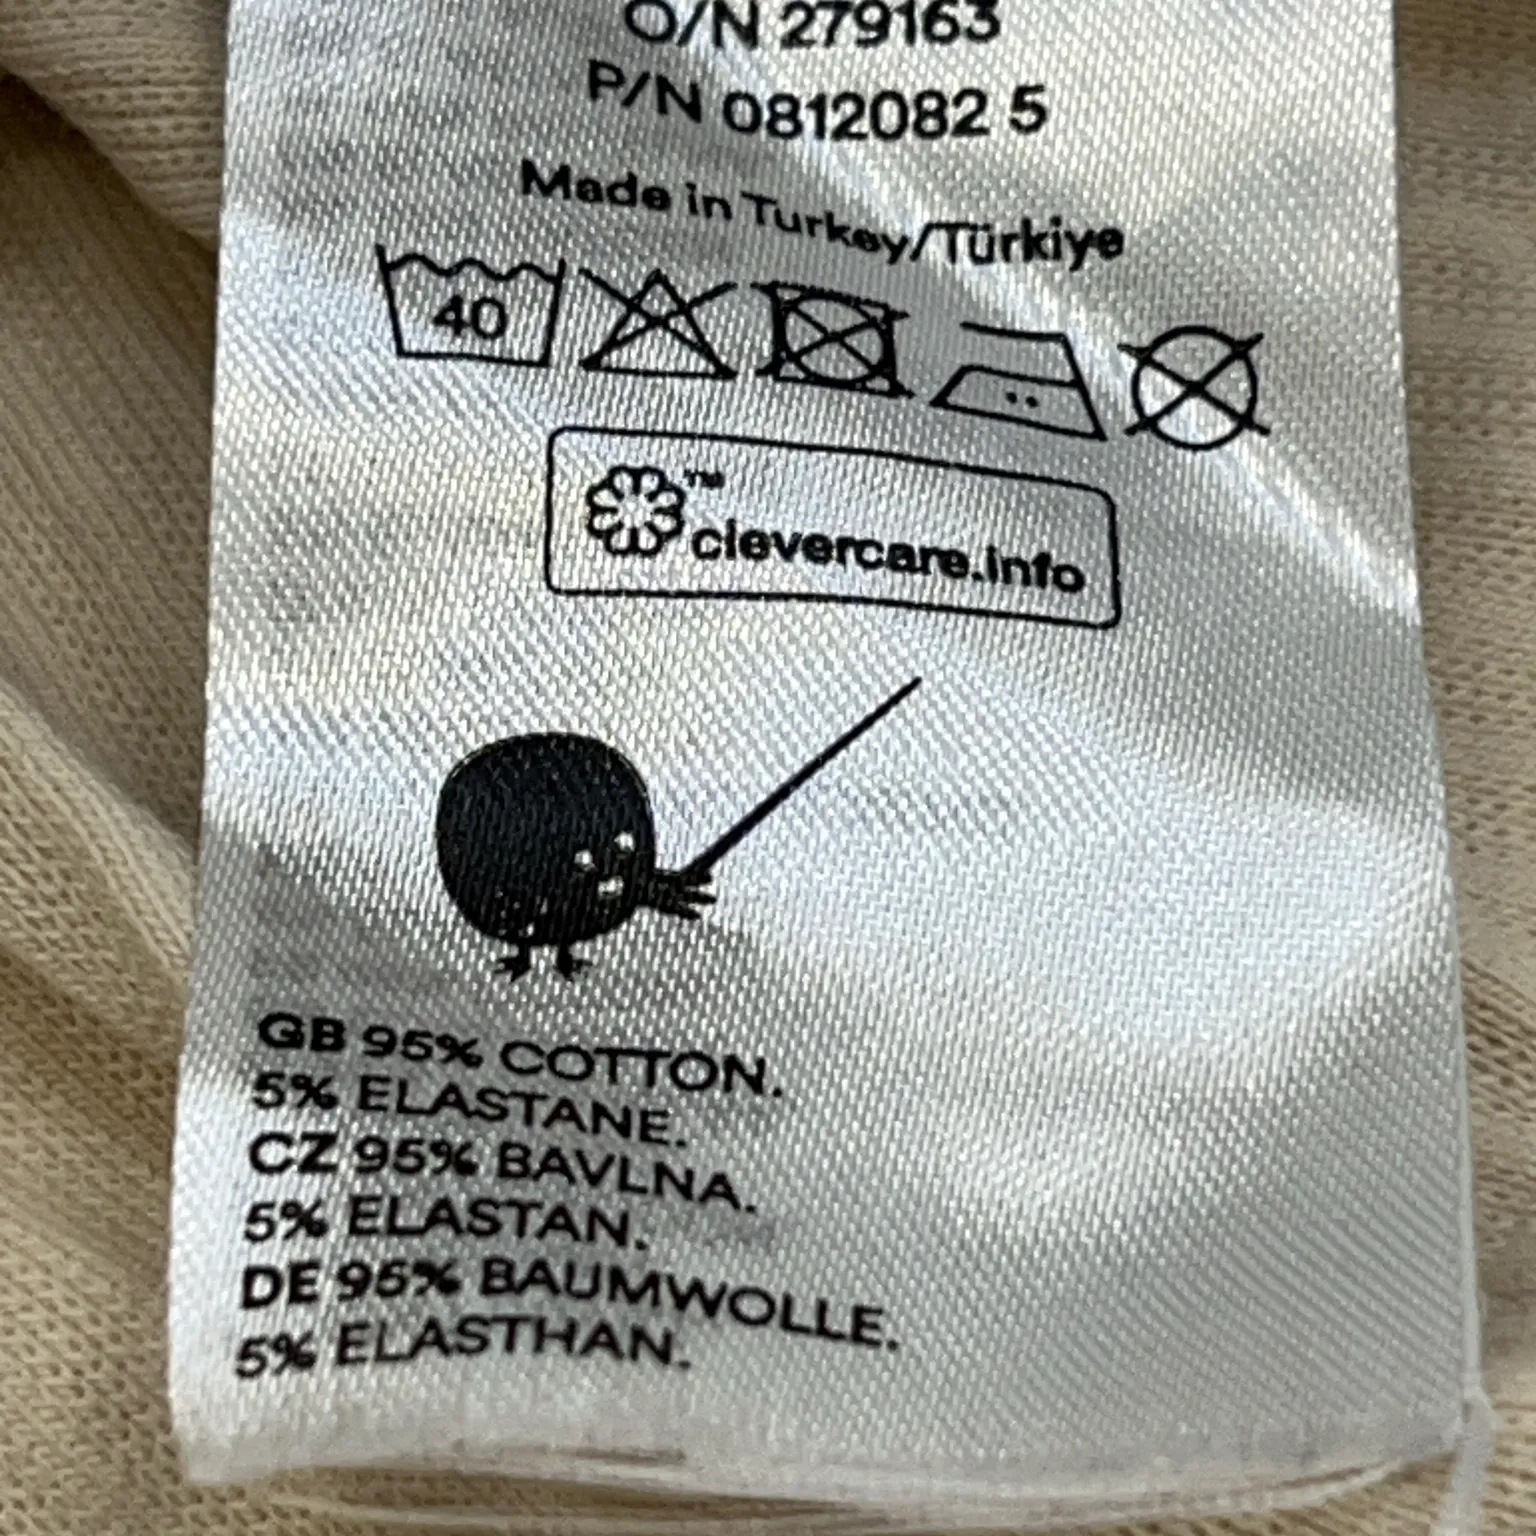 O/N 279163
P/N 0812082 5
Made in Turkey/Türkiye
40
™
clevercare.info
GB 95% COTTON.
5% ELASTANE.
CZ 95% BAVLNA.
5% ELASTAN.
DE 95% BAUMWOLLE.
5% ELASTHAN.